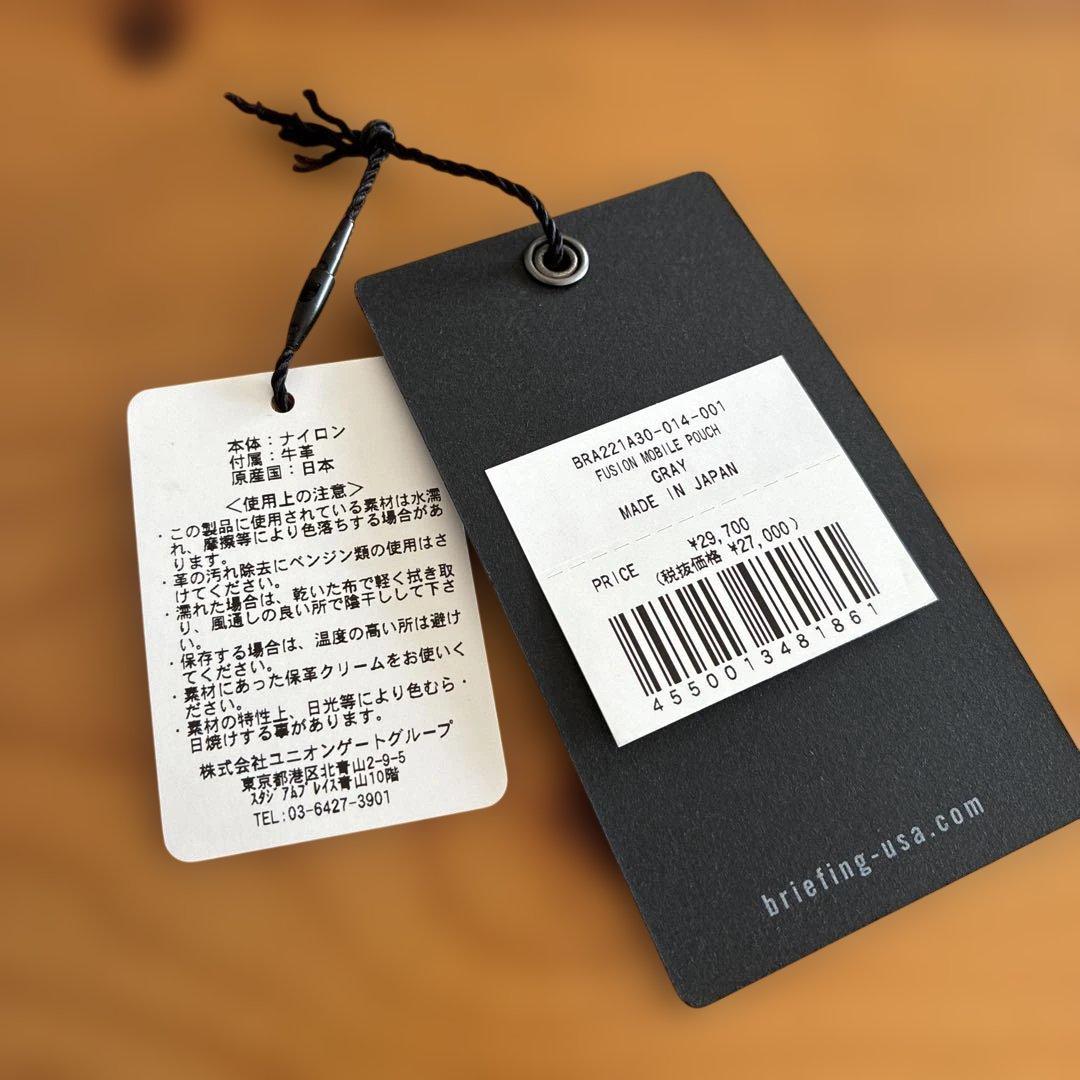 本体：ナイロン
付属：牛革
原産国：日本
＜使用上の注意＞
・この製品に使用されている素材は水濡
れ、摩擦等により色落ちする場合があ
ります。
・革の汚れ除去にベンジン類の使用はさ
けてください。
・濡れた場合は、乾いた布で軽く拭き取
り、風通しの良い所で陰干しして下さ
い。
・保存する場合は、温度の高い所は避け
てください。
・素材にあった保革クリームをお使いく
ださい。
・素材の特性上、日光等により色むら・
日焼けする事があります。
株式会社ユニオンゲートグループ
東京都港区北青山2-9-5
ｽﾀｼﾞｱﾑﾌﾟﾚｲｽ青山10階
TEL:03-6427-3901
BRA221A30-014-001
FUSION MOBILE POUCH
GRAY
MADE IN JAPAN
¥29,700
PRICE (税抜価格 ¥27,000)
4550013481861
briefing-usa.com